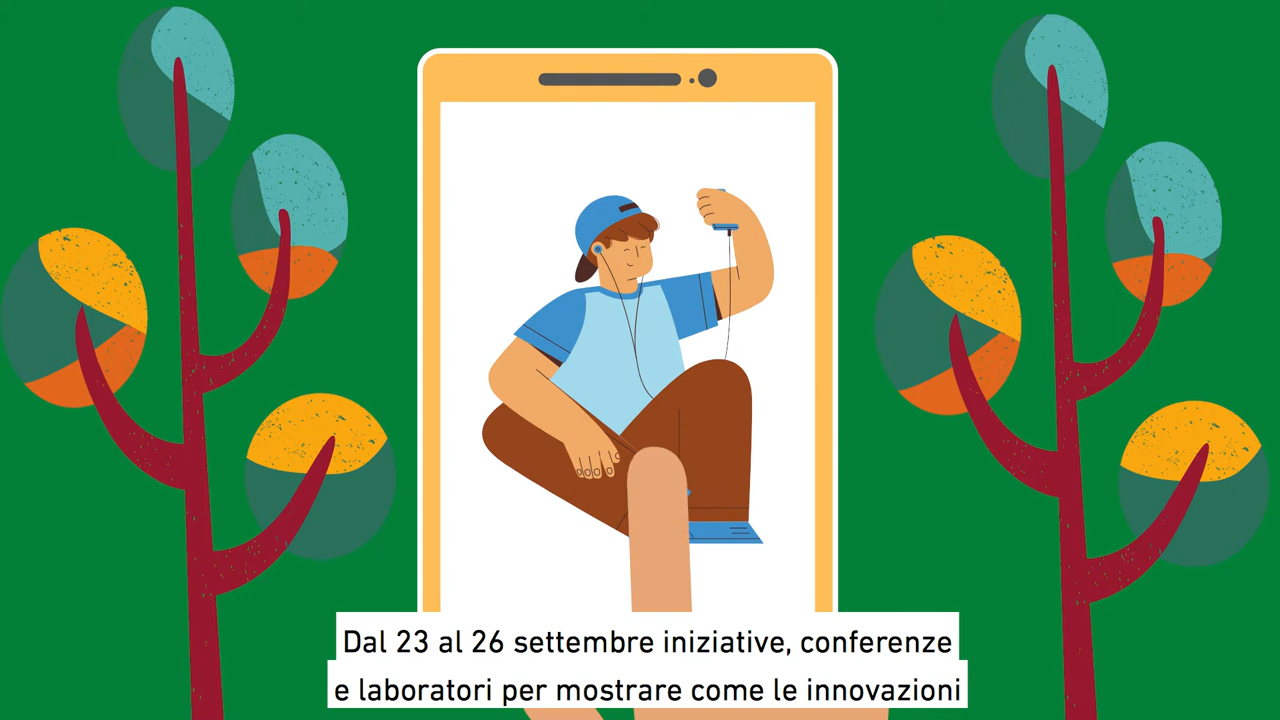 Dal 23 al 26 settembre iniziative, conferenze
e laboratori per mostrare come le innovazioni